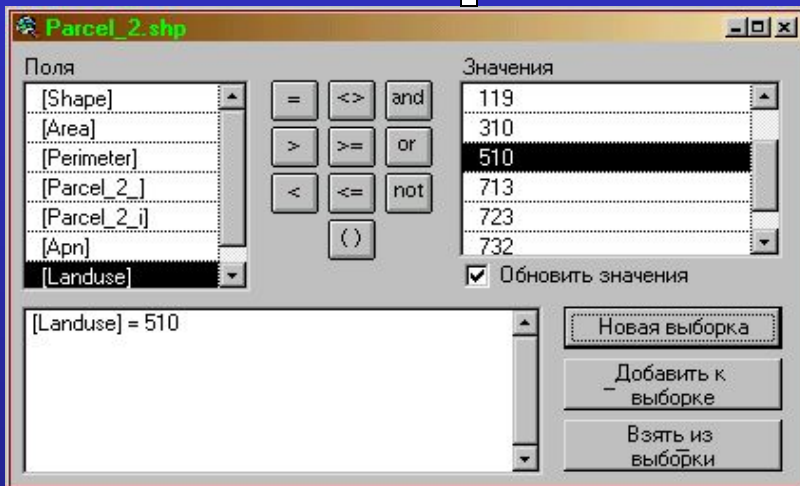 Parcel_2.shp
Поля
[Shape]
[Area]
[Perimeter]
[Parcel_2_]
[Parcel_2_i]
[Apn]
[Landuse]
= <> and
> >= or
< <= not
( )
Значения
119
310
510
713
723
732
Обновить значения
[Landuse] = 510
Новая выборка
Добавить к
выборке
Взять из
выборки